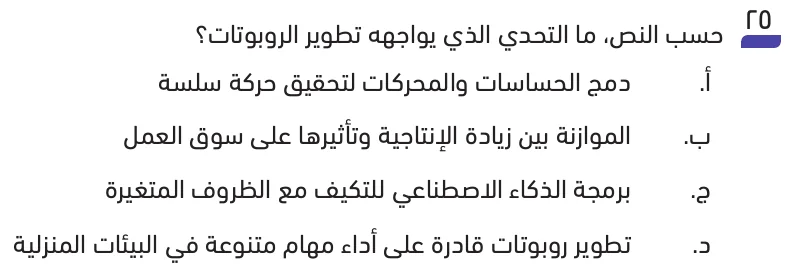 ٢٥ حسب النص، ما التحدي الذي يواجهه تطوير الروبوتات؟
أ. دمج الحساسات والمحركات لتحقيق حركة سلسة
ب. الموازنة بين زيادة الإنتاجية وتأثيرها على سوق العمل
ج. برمجة الذكاء الاصطناعي للتكيف مع الظروف المتغيرة
د. تطوير روبوتات قادرة على أداء مهام متنوعة في البيئات المنزلية